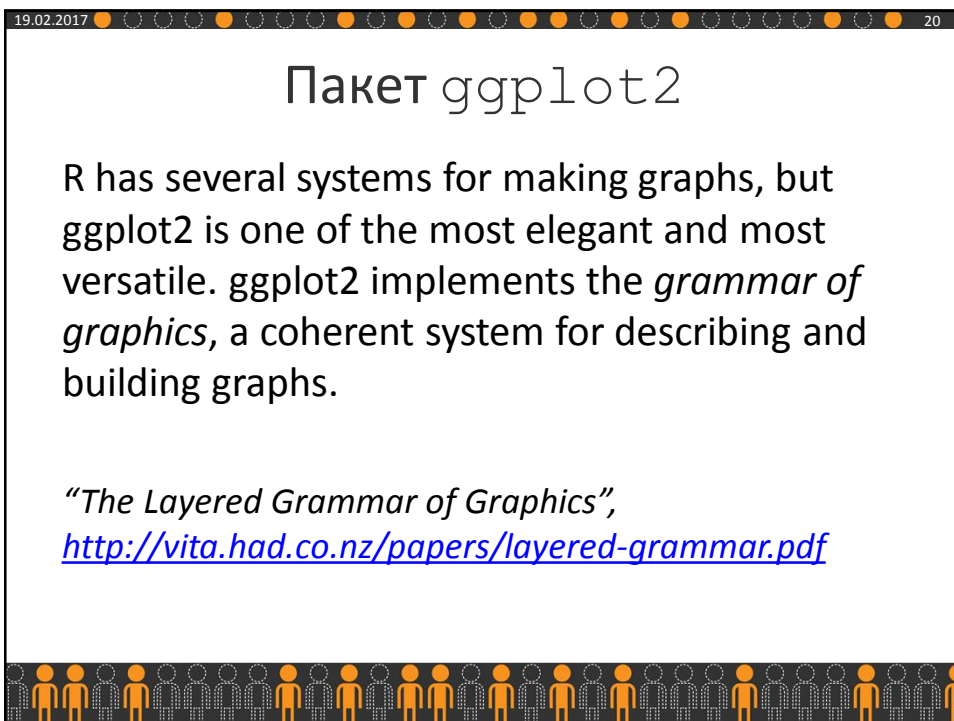 19.02.2017
20
Пакет ggplot2
R has several systems for making graphs, but
ggplot2 is one of the most elegant and most
versatile. ggplot2 implements the grammar of
graphics, a coherent system for describing and
building graphs.
“The Layered Grammar of Graphics”,
http://vita.had.co.nz/papers/layered-grammar.pdf